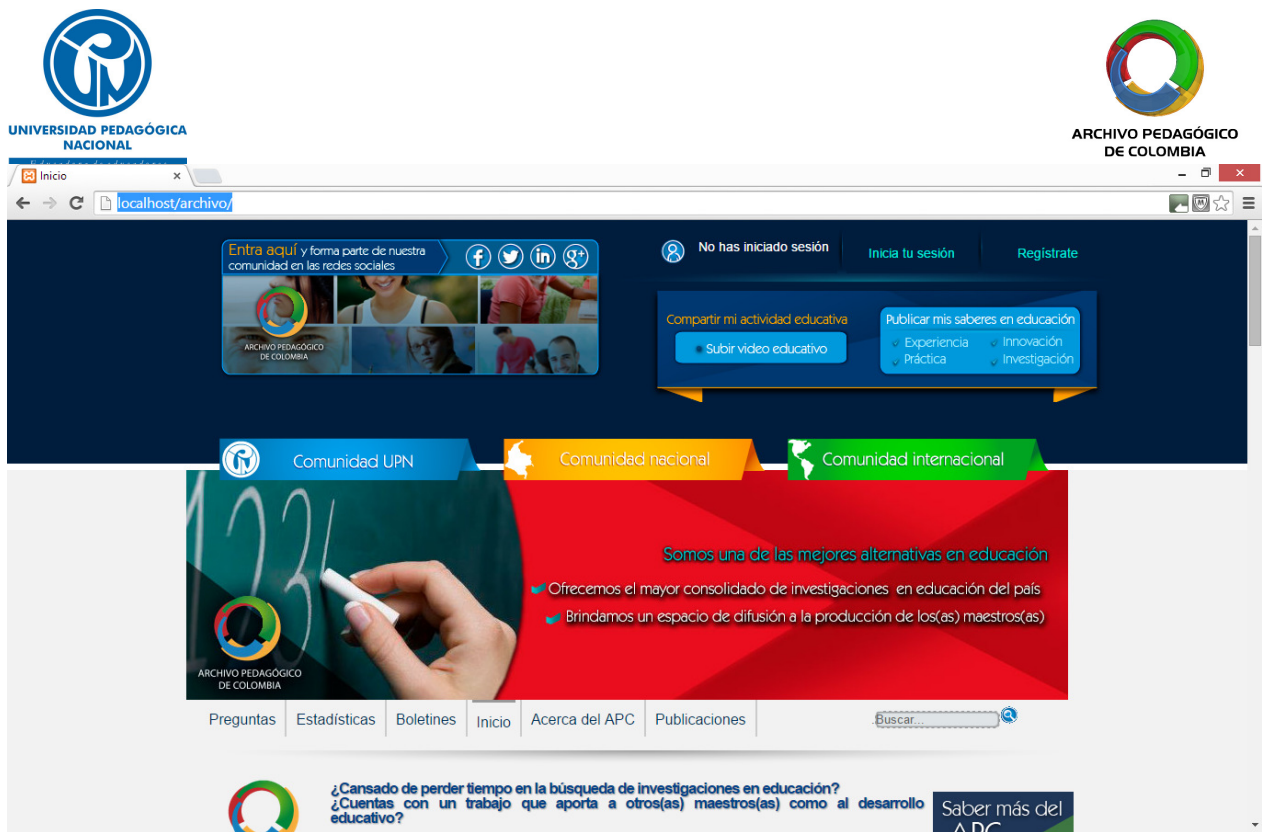 UNIVERSIDAD PEDAGÓGICA
NACIONAL
ARCHIVO PEDAGÓGICO
DE COLOMBIA
Inicio
localhost/archivo/
Entra aquí y forma parte de nuestra
comunidad en las redes sociales
ARCHIVO PEDAGÓGICO
DE COLOMBIA
No has iniciado sesión
Inicia tu sesión
Regístrate
Compartir mi actividad educativa
Subir video educativo
Publicar mis saberes en educación
Experiencia
Innovación
Práctica
Investigación
Comunidad UPN
Comunidad nacional
Comunidad internacional
123
Somos una de las mejores alternativas en educación
Ofrecemos el mayor consolidado de investigaciones en educación del país
Brindamos un espacio de difusión a la producción de los(as) maestros(as)
ARCHIVO PEDAGÓGICO
DE COLOMBIA
Preguntas
Estadísticas
Boletines
Inicio
Acerca del APC
Publicaciones
Buscar...
¿Cansado de perder tiempo en la búsqueda de investigaciones en educación?
¿Cuentas con un trabajo que aporta a otros(as) maestros(as) como al desarrollo
educativo?
Saber más del
APC